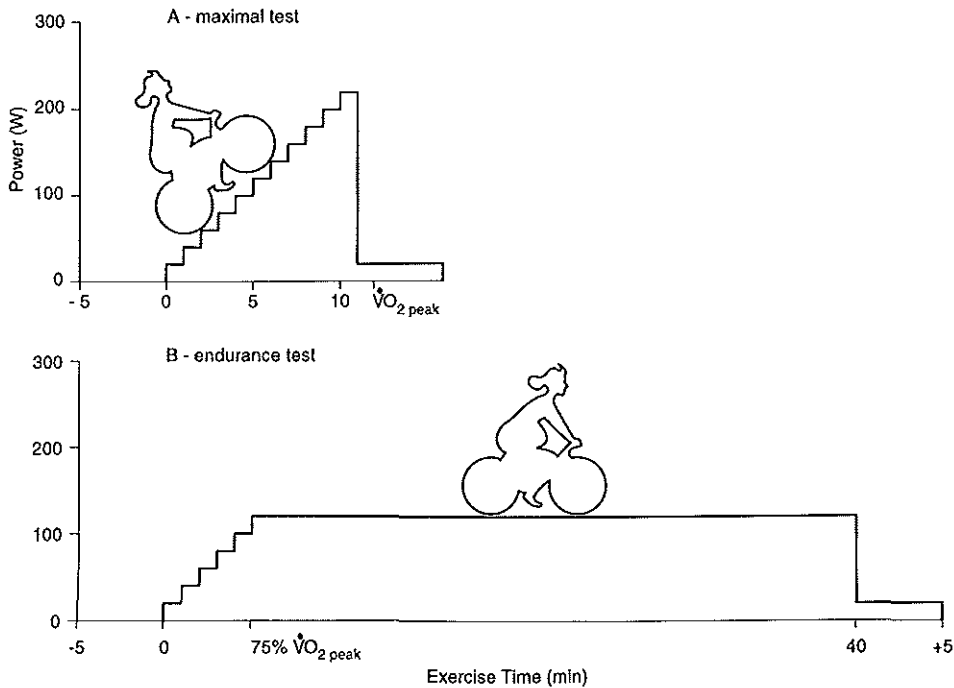 A - maximal test
300
200
100
0
Power (W)
- 5 0 5 10 V̇O2 peak
B - endurance test
300
200
100
0
-5 0 75% V̇O2 peak 40 +5
Exercise Time (min)